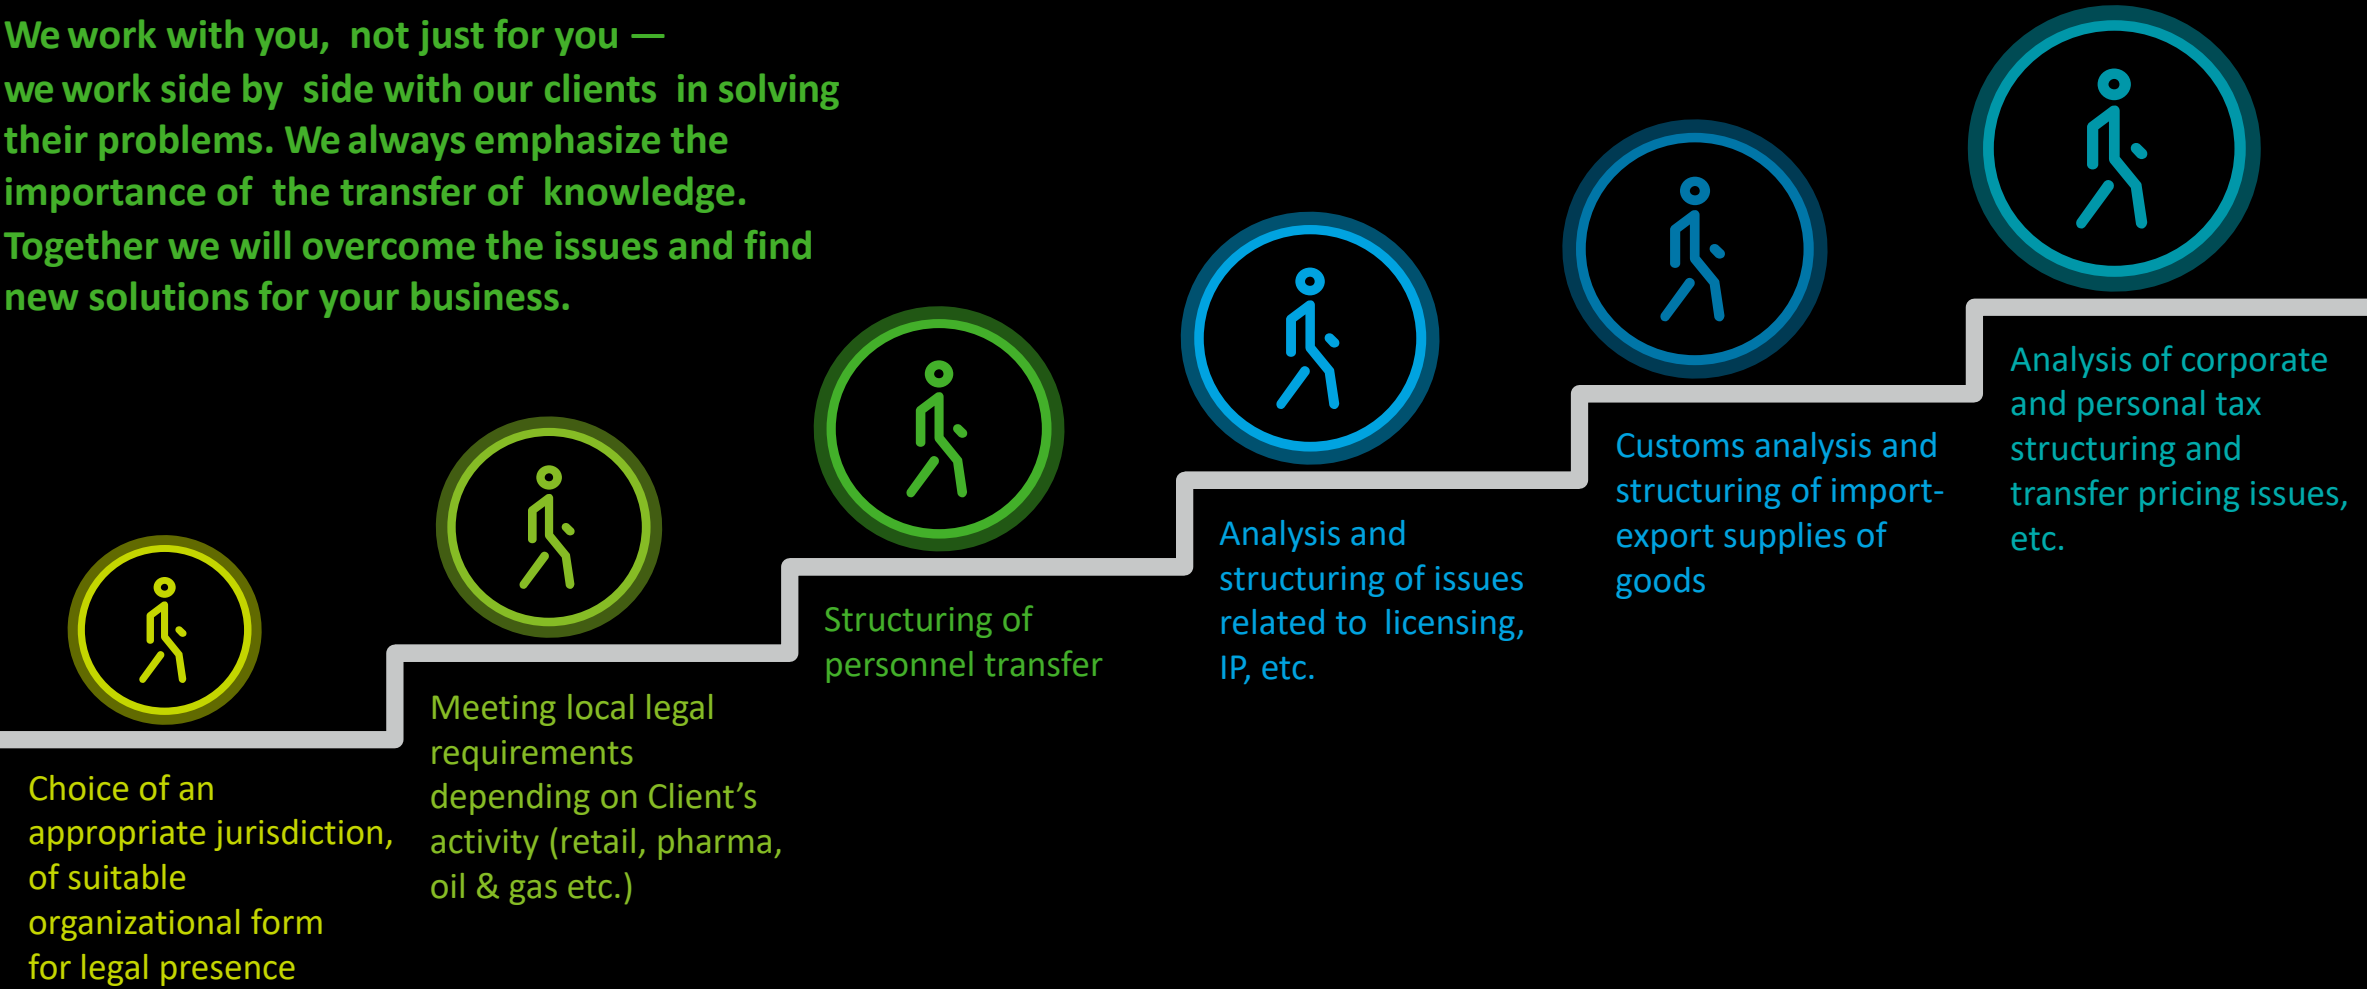 We work with you, not just for you —
we work side by side with our clients in solving
their problems. We always emphasize the
importance of the transfer of knowledge.
Together we will overcome the issues and find
new solutions for your business.
Choice of an
appropriate jurisdiction,
of suitable
organizational form
for legal presence
Meeting local legal
requirements
depending on Client’s
activity (retail, pharma,
oil & gas etc.)
Structuring of
personnel transfer
Analysis and
structuring of issues
related to licensing,
IP, etc.
Customs analysis and
structuring of import-
export supplies of
goods
Analysis of corporate
and personal tax
structuring and
transfer pricing issues,
etc.